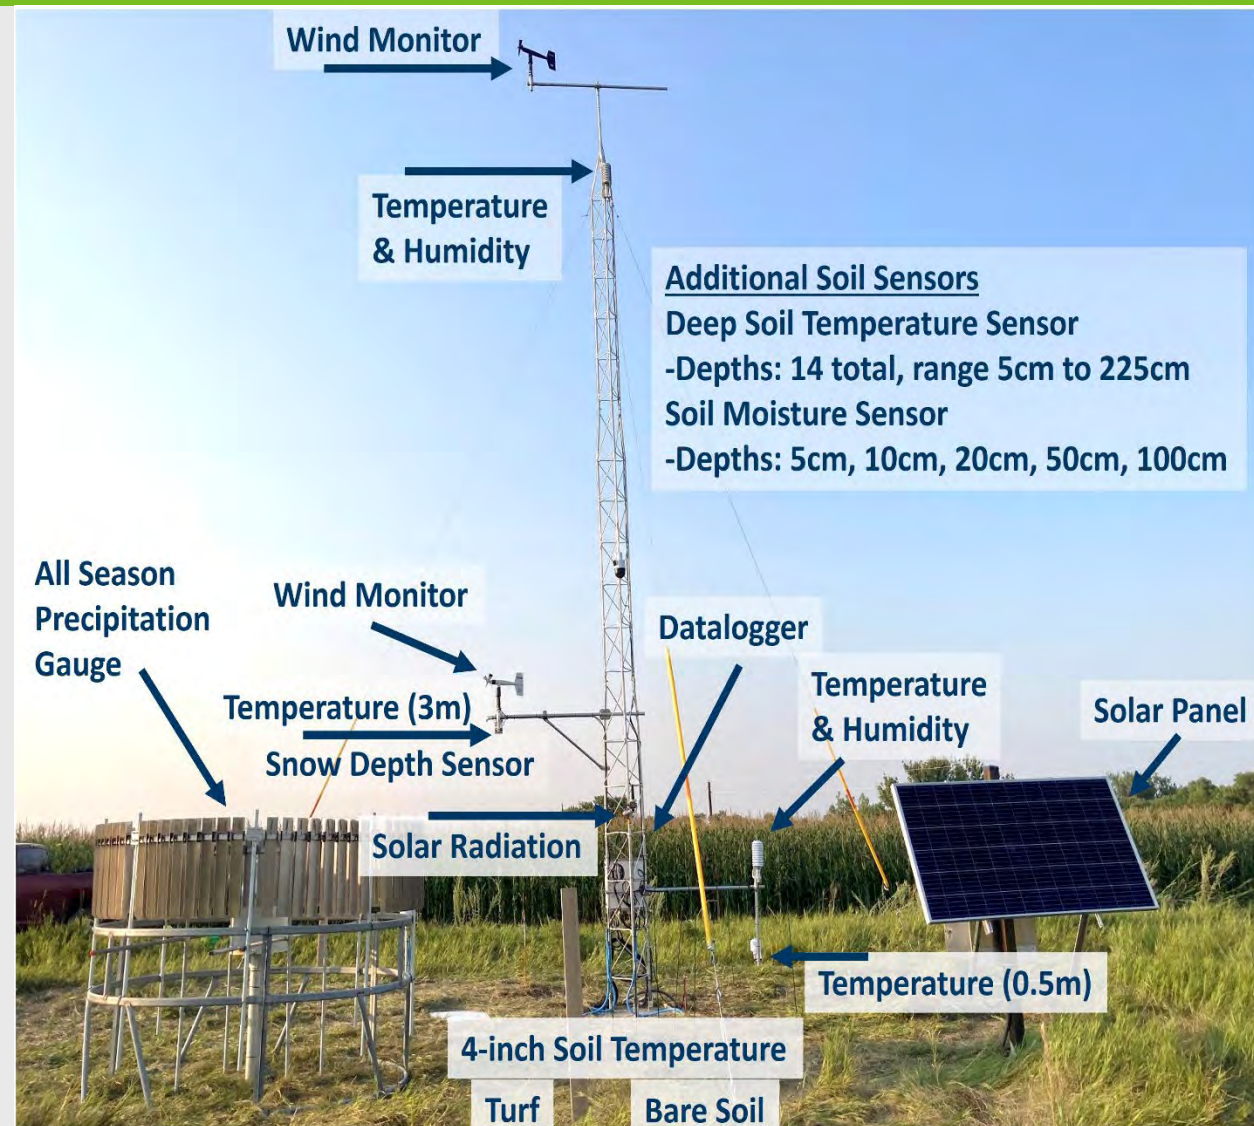 Wind Monitor
Temperature
& Humidity
Additional Soil Sensors
Deep Soil Temperature Sensor
-Depths: 14 total, range 5cm to 225cm
Soil Moisture Sensor
-Depths: 5cm, 10cm, 20cm, 50cm, 100cm
All Season
Precipitation
Gauge
Wind Monitor
Temperature (3m)
Snow Depth Sensor
Solar Radiation
Datalogger
Temperature
& Humidity
Solar Panel
Temperature (0.5m)
4-inch Soil Temperature
Turf
Bare Soil